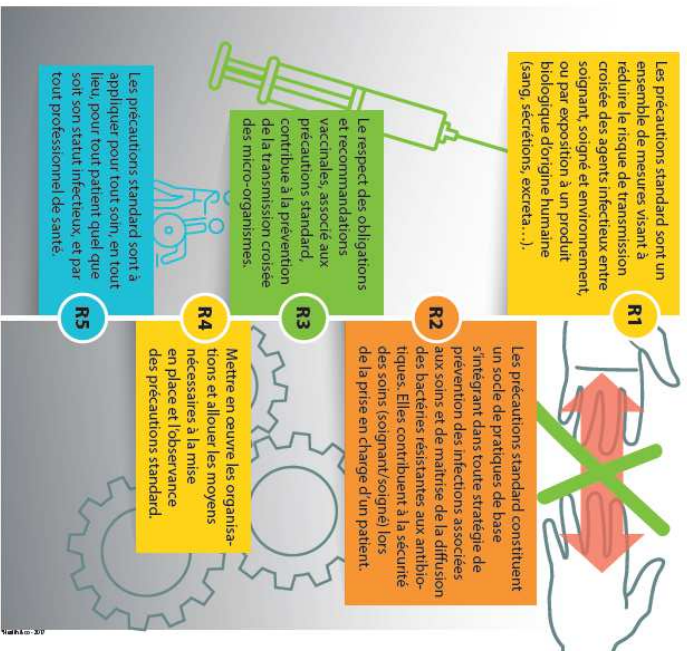 Les précautions standard sont un
ensemble de mesures visant à
réduire le risque de transmission
croisée des agents infectieux entre
soignant, soigné et environnement,
ou par exposition à un produit
biologique d'origine humaine
(sang, sécrétions, excreta…).
R1
R2
Les précautions standard constituent
un socle de pratiques de base
s'intégrant dans toute stratégie de
prévention des infections associées
aux soins et de maîtrise de la diffusion
des bactéries résistantes aux antibio-
tiques. Elles contribuent à la sécurité
des soins (soignant/soigné) lors
de la prise en charge d'un patient.
Le respect des obligations
et recommandations
vaccinales, associé aux
précautions standard,
contribue à la prévention
de la transmission croisée
des micro-organismes.
R3
R4
Mettre en œuvre les organisa-
tions et allouer les moyens
nécessaires à la mise
en place et l'observance
des précautions standard.
Les précautions standard sont à
appliquer pour tout soin, en tout
lieu, pour tout patient quel que
soit son statut infectieux, et par
tout professionnel de santé.
R5
Health & co - 2017